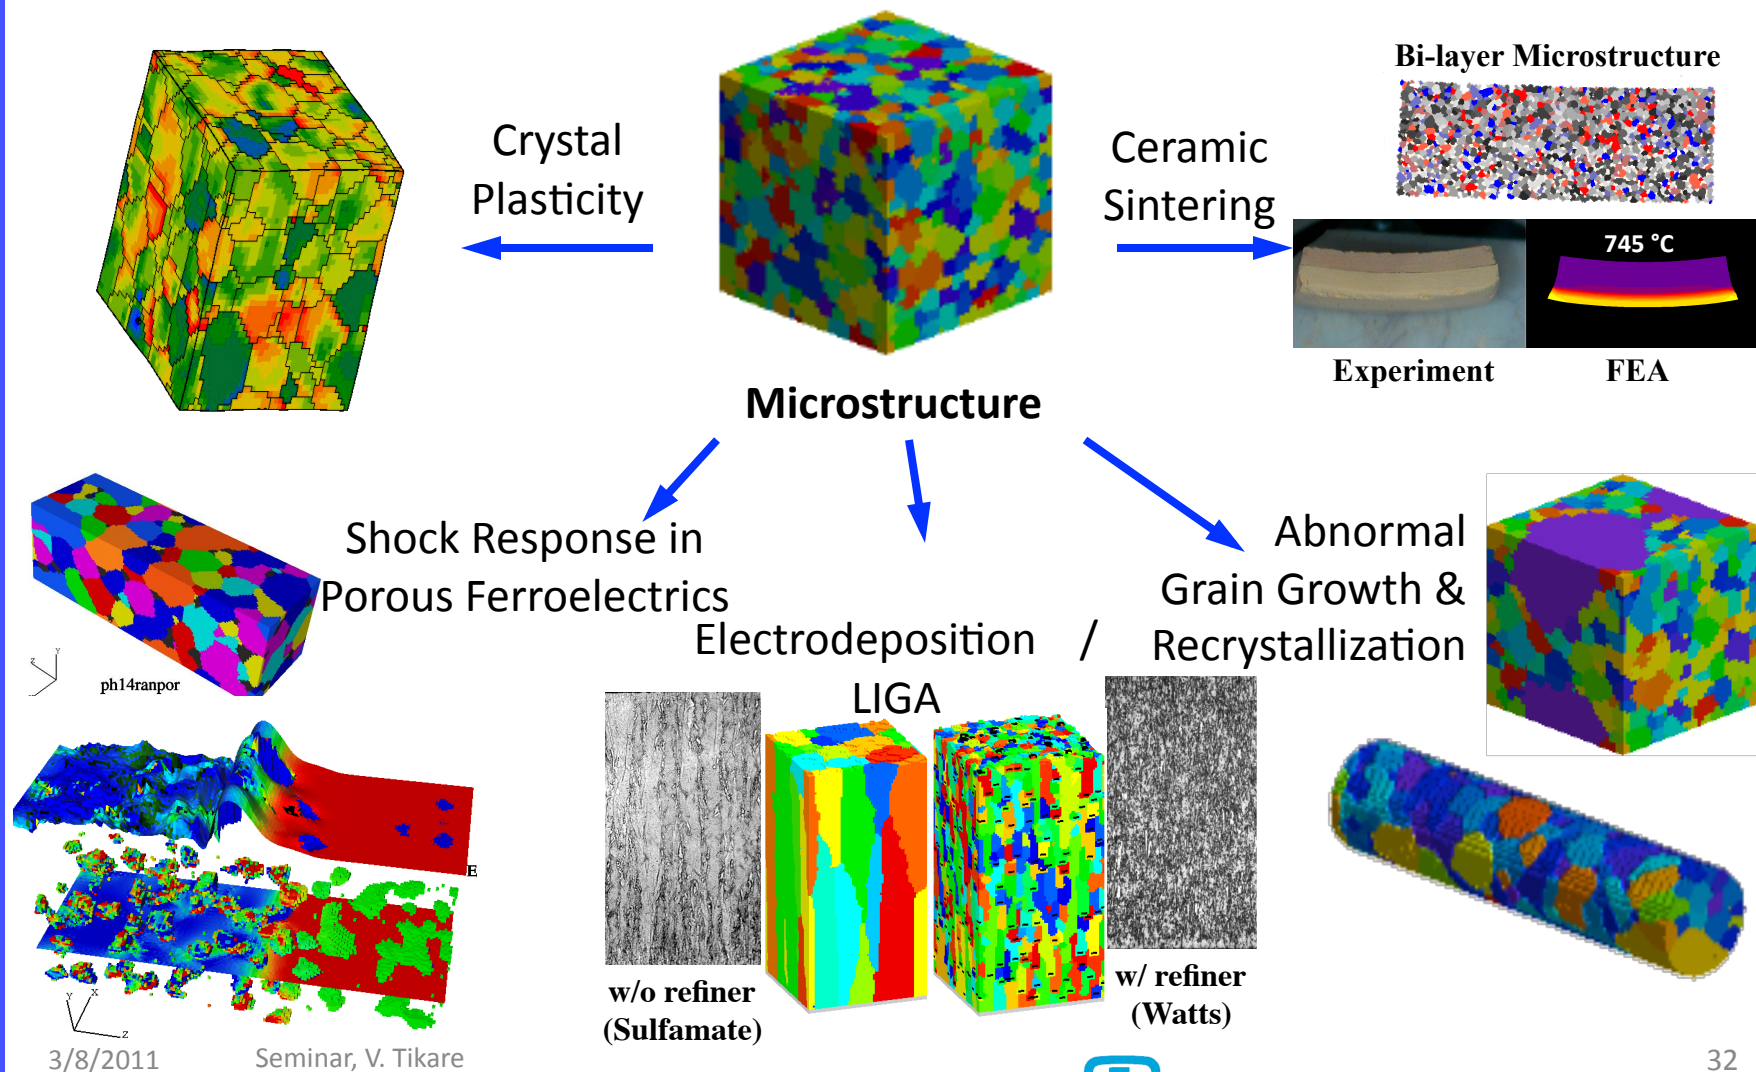 Bi-layer Microstructure
Crystal
Plasticity
Ceramic
Sintering
745 °C
Experiment
FEA
Microstructure
Shock Response in
Porous Ferroelectrics
Abnormal
Grain Growth &
Recrystallization
Electrodeposition /
LIGA
z
Y
ph14ranpor
E
w/o refiner
(Sulfamate)
w/ refiner
(Watts)
Y
X
Z
3/8/2011
Seminar, V. Tikare
32